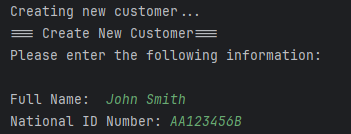 Creating new customer...
=== Create New Customer===
Please enter the following information:
Full Name: John Smith
National ID Number: AA123456B